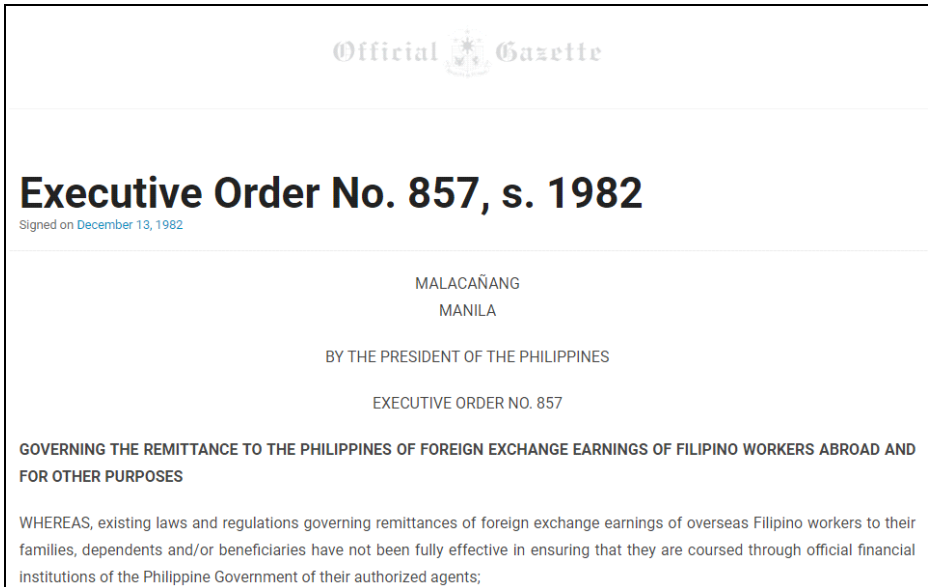 Official Gazette
Executive Order No. 857, s. 1982
Signed on December 13, 1982
MALACAÑANG
MANILA
BY THE PRESIDENT OF THE PHILIPPINES
EXECUTIVE ORDER NO. 857
GOVERNING THE REMITTANCE TO THE PHILIPPINES OF FOREIGN EXCHANGE EARNINGS OF FILIPINO WORKERS ABROAD AND
FOR OTHER PURPOSES
WHEREAS, existing laws and regulations governing remittances of foreign exchange earnings of overseas Filipino workers to their
families, dependents and/or beneficiaries have not been fully effective in ensuring that they are coursed through official financial
institutions of the Philippine Government of their authorized agents;